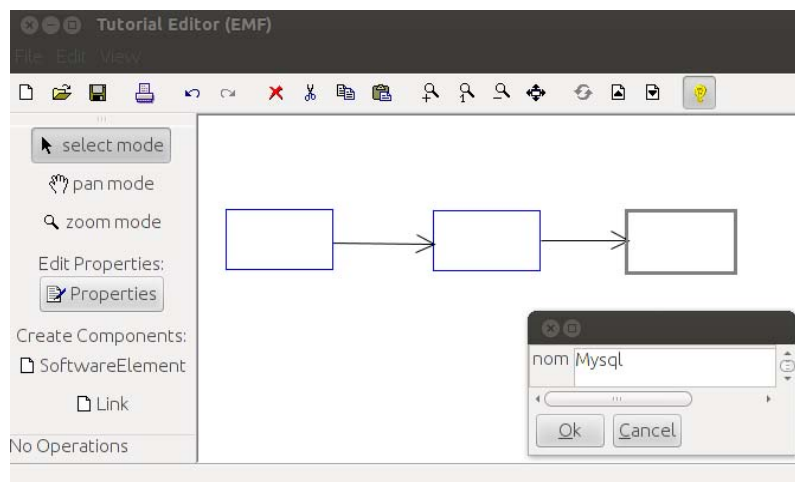 Tutorial Editor (EMF)
File Edit View
select mode
pan mode
zoom mode
Edit Properties:
Properties
Create Components:
SoftwareElement
Link
No Operations
nom Mysql
Ok Cancel